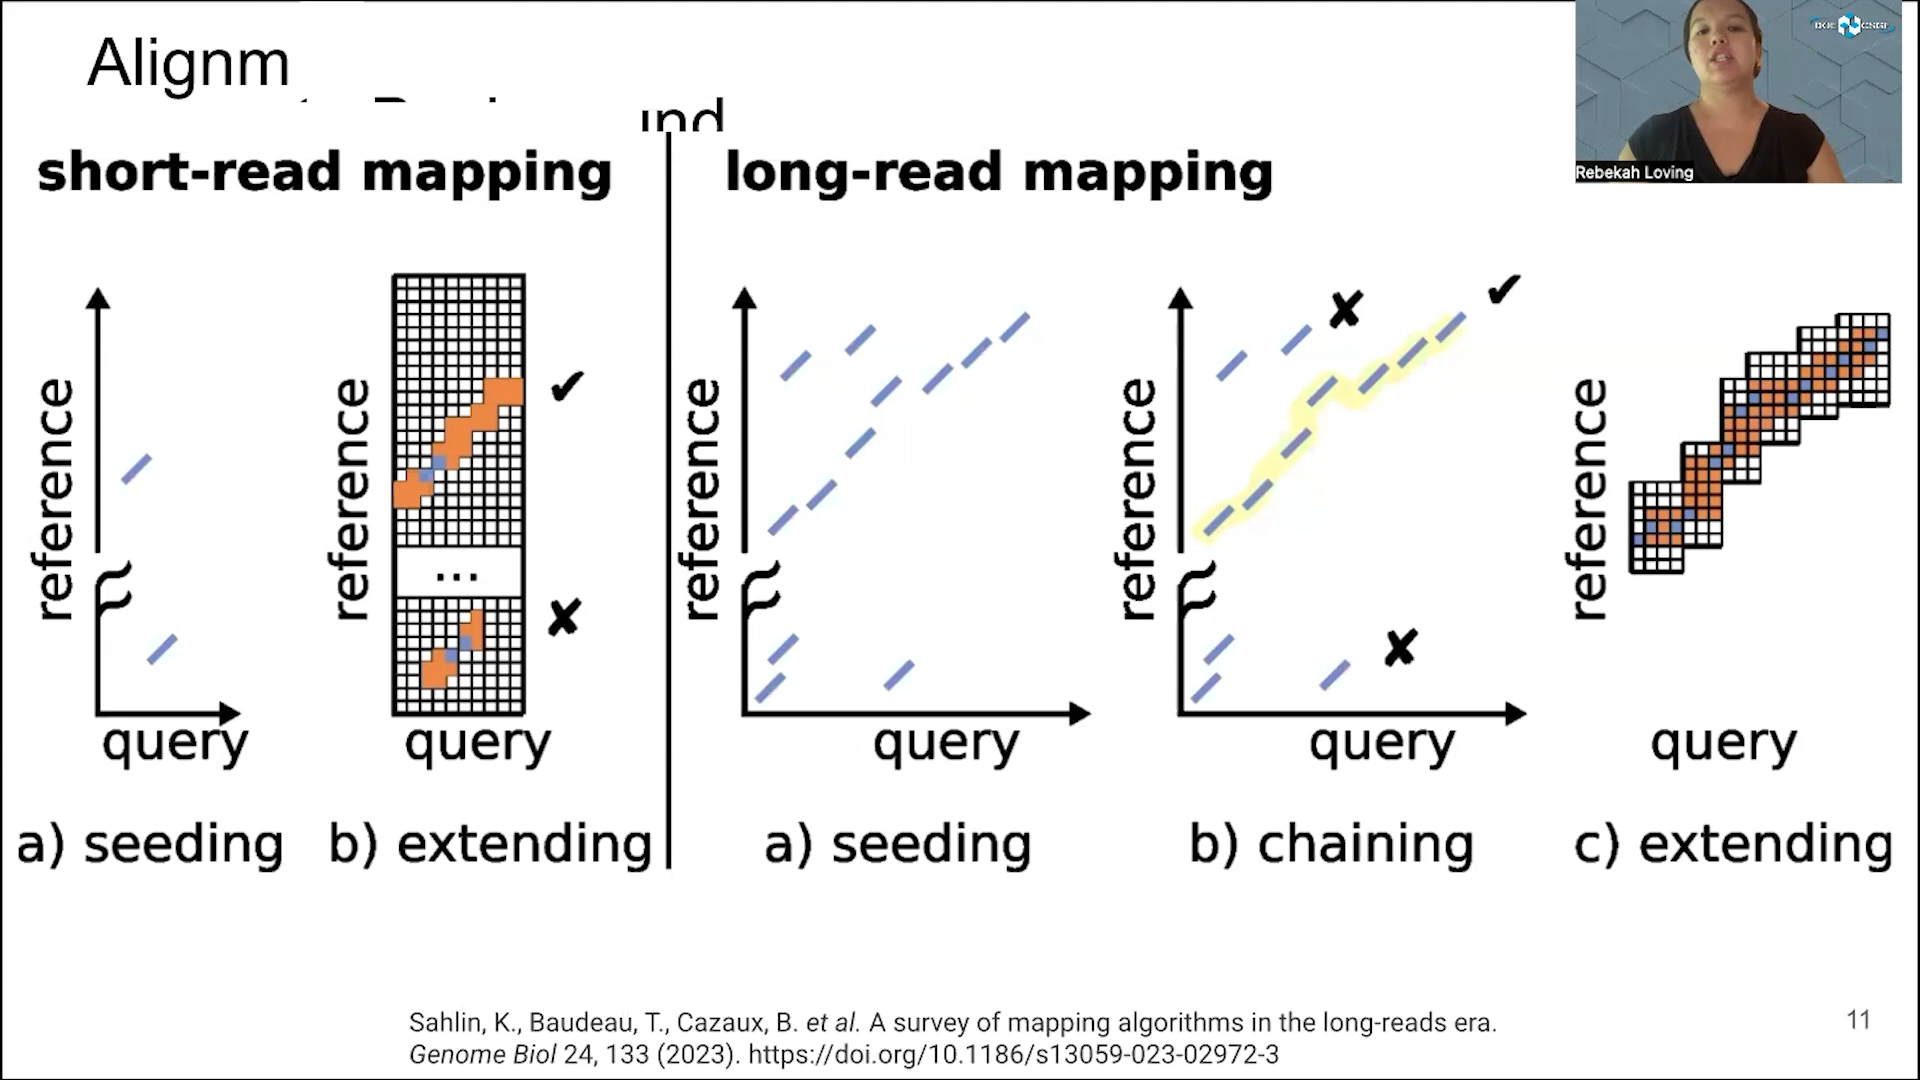 Alignm
und
short-read mapping
long-read mapping
Rebekah Loving
reference
reference
reference
reference
reference
...
query
query
query
query
query
a) seeding
b) extending
a) seeding
b) chaining
c) extending
Sahlin, K., Baudeau, T., Cazaux, B. et al. A survey of mapping algorithms in the long-reads era.
Genome Biol 24, 133 (2023). https://doi.org/10.1186/s13059-023-02972-3
11